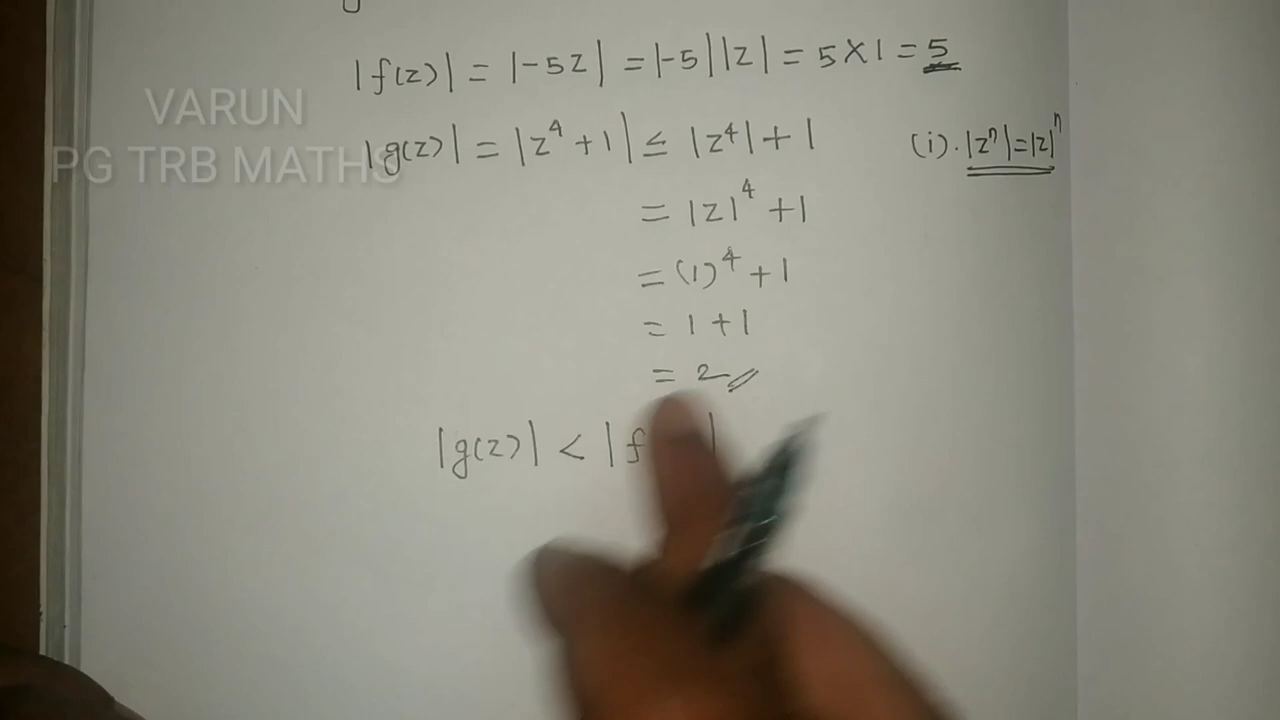 |f(z)| = |-5z| = |-5||z| = 5×1 = 5
VARUN
PG TRB MATHS
|g(z)| = |z⁴ + 1| ≤ |z⁴| + 1 (i). |zⁿ| = |z|ⁿ
= |z|⁴ + 1
= (1)⁴ + 1
= 1 + 1
= 2
|g(z)| < |f